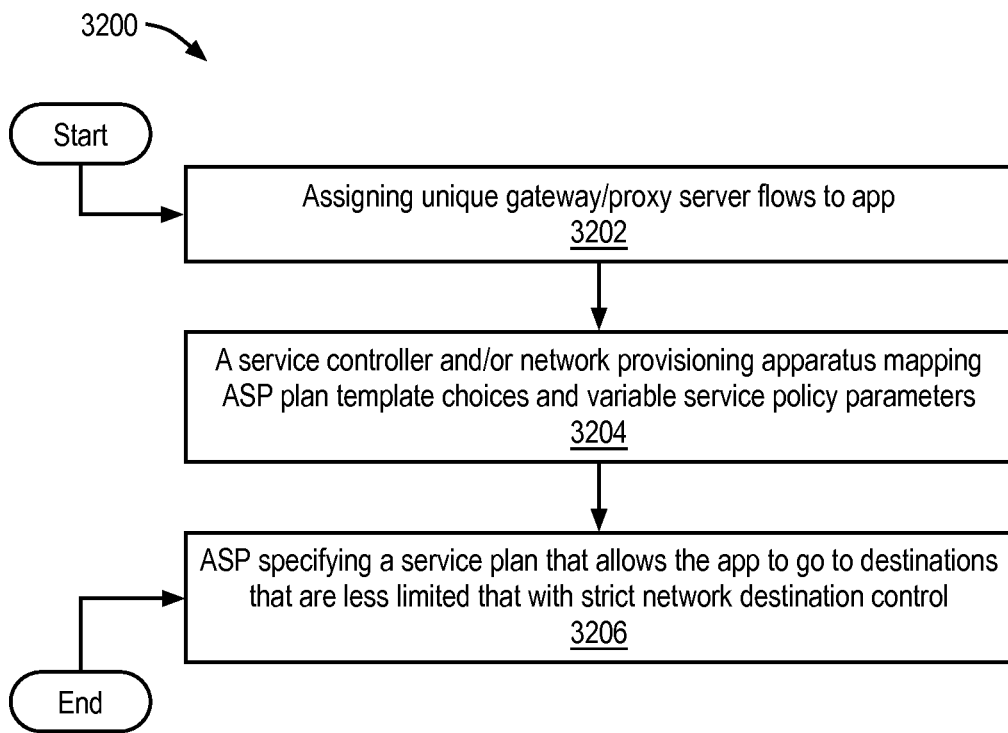 3200
Start
Assigning unique gateway/proxy server flows to app
3202
A service controller and/or network provisioning apparatus mapping
ASP plan template choices and variable service policy parameters
3204
ASP specifying a service plan that allows the app to go to destinations
that are less limited that with strict network destination control
3206
End